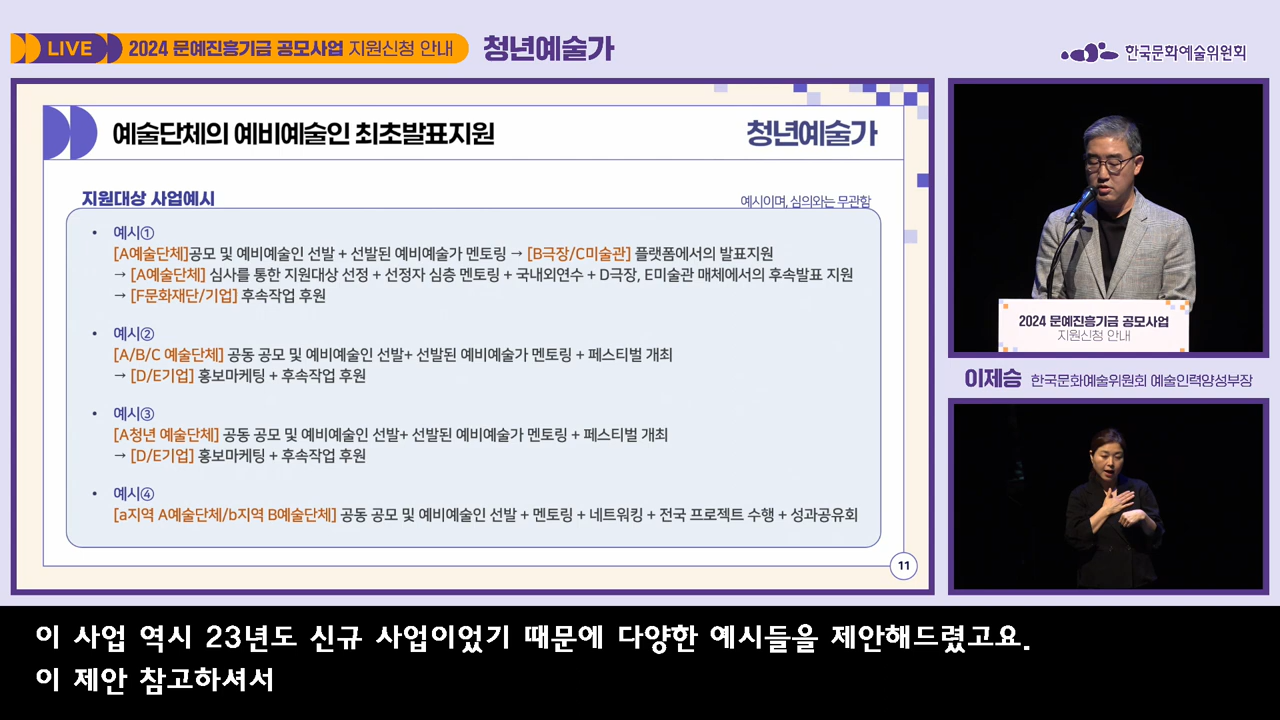 LIVE 2024 문예진흥기금 공모사업 지원신청 안내 청년예술가
한국문화예술위원회
예술단체의 예비예술인 최초발표지원 청년예술가
지원대상 사업예시 예시이며, 심의와는 무관함
• 예시①
[A예술단체]공모 및 예비예술인 선발 + 선발된 예비예술가 멘토링 → [B극장/C미술관] 플랫폼에서의 발표지원
→ [A예술단체] 심사를 통한 지원대상 선정 + 선정자 심층 멘토링 + 국내외연수 + D극장, E미술관 매체에서의 후속발표 지원
→ [F문화재단/기업] 후속작업 후원
• 예시②
[A/B/C 예술단체] 공동 공모 및 예비예술인 선발+ 선발된 예비예술가 멘토링 + 페스티벌 개최
→ [D/E기업] 홍보마케팅 + 후속작업 후원
• 예시③
[A청년 예술단체] 공동 공모 및 예비예술인 선발+ 선발된 예비예술가 멘토링 + 페스티벌 개최
→ [D/E기업] 홍보마케팅 + 후속작업 후원
• 예시④
[a지역 A예술단체/b지역 B예술단체] 공동 공모 및 예비예술인 선발 + 멘토링 + 네트워킹 + 전국 프로젝트 수행 + 성과공유회
11
2024 문예진흥기금 공모사업
지원신청 안내
이제승 한국문화예술위원회 예술인력양성부장
이 사업 역시 23년도 신규 사업이었기 때문에 다양한 예시들을 제안해드렸고요.
이 제안 참고하셔서